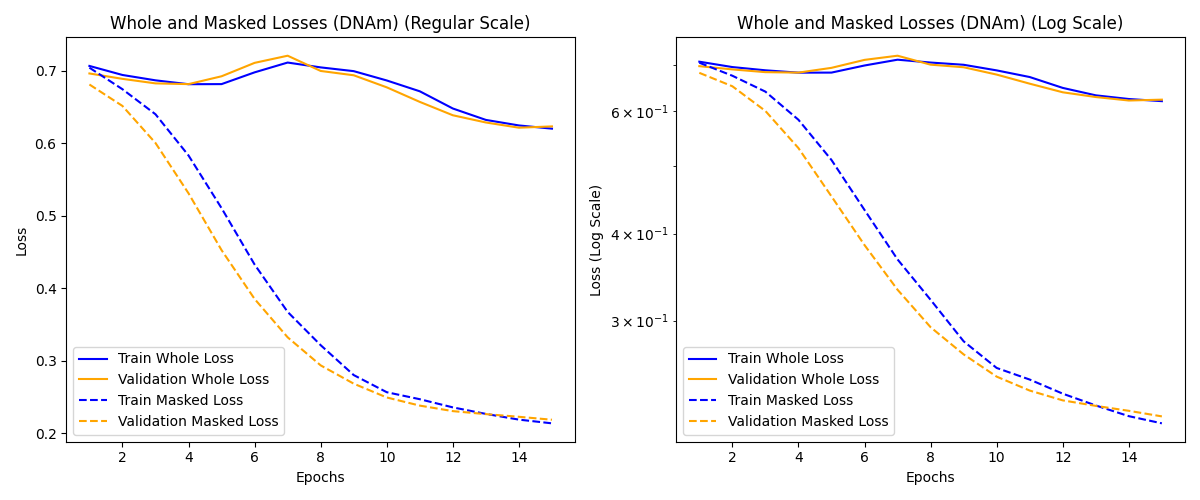 Whole and Masked Losses (DNAm) (Regular Scale)
Loss
0.7
0.6
0.5
0.4
0.3
0.2
Train Whole Loss
Validation Whole Loss
Train Masked Loss
Validation Masked Loss
2 4 6 8 10 12 14
Epochs
Whole and Masked Losses (DNAm) (Log Scale)
Loss (Log Scale)
6 × 10⁻¹
4 × 10⁻¹
3 × 10⁻¹
Train Whole Loss
Validation Whole Loss
Train Masked Loss
Validation Masked Loss
2 4 6 8 10 12 14
Epochs